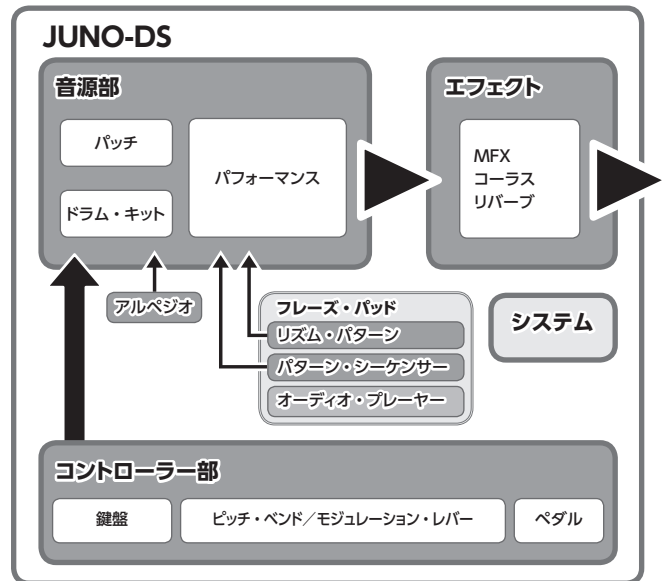 JUNO-DS
音源部
パッチ
ドラム・キット
パフォーマンス
エフェクト
MFX
コーラス
リバーブ
アルペジオ
フレーズ・パッド
リズム・パターン
パターン・シーケンサー
オーディオ・プレーヤー
システム
コントローラー部
鍵盤
ピッチ・ベンド／モジュレーション・レバー
ペダル